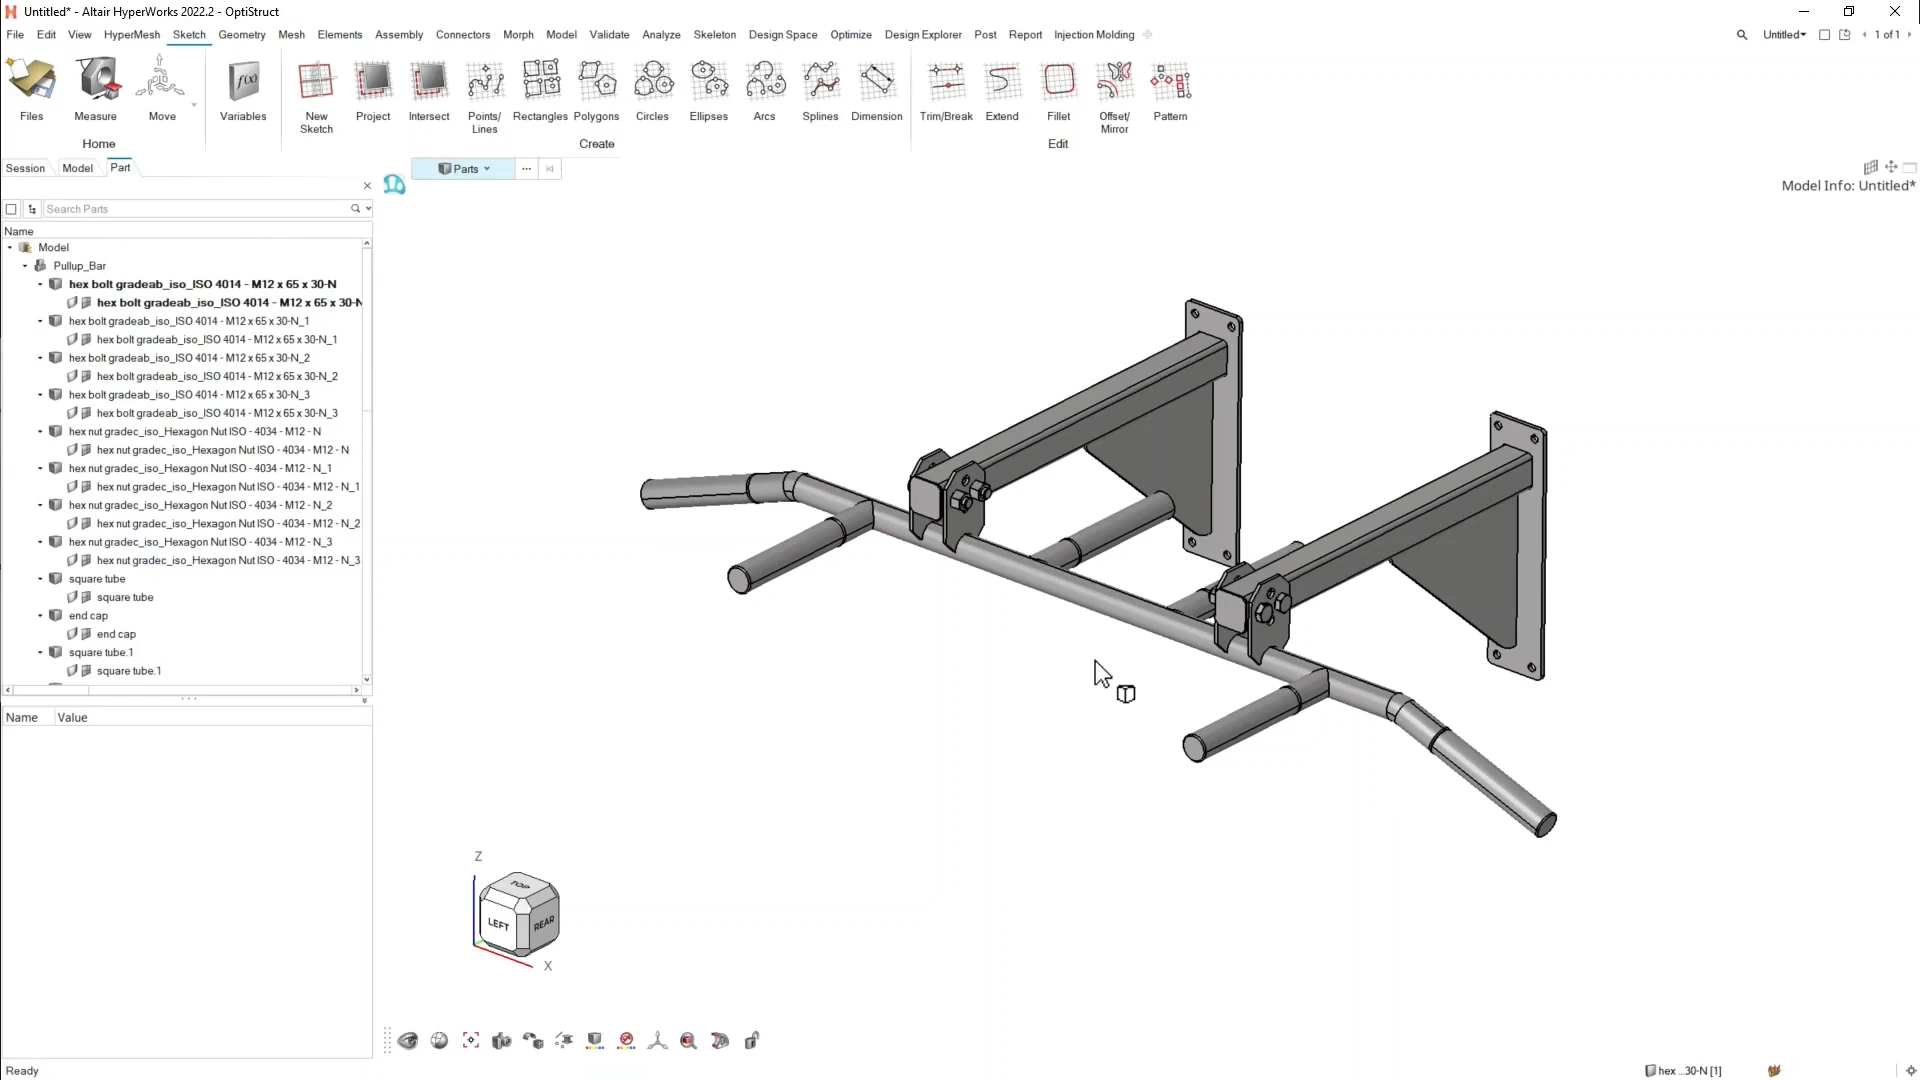 Untitled* - Altair HyperWorks 2022.2 - OptiStruct
File Edit View HyperMesh Sketch Geometry Mesh Elements Assembly Connectors Morph Model Validate Analyze Skeleton Design Space Optimize Design Explorer Post Report Injection Molding Untitled 1 of 1
f(x)
Files Measure Move Variables New Sketch Project Intersect Points/ Lines Rectangles Polygons Circles Ellipses Arcs Splines Dimension Trim/Break Extend Fillet Offset/ Mirror Pattern
Home Create Edit
Session Model Part Parts
Model Info: Untitled*
Search Parts
Name
Model
Pullup_Bar
hex bolt gradeab_iso_ISO 4014 - M12 x 65 x 30-N
hex bolt gradeab_iso_ISO 4014 - M12 x 65 x 30-N
hex bolt gradeab_iso_ISO 4014 - M12 x 65 x 30-N_1
hex bolt gradeab_iso_ISO 4014 - M12 x 65 x 30-N_1
hex bolt gradeab_iso_ISO 4014 - M12 x 65 x 30-N_2
hex bolt gradeab_iso_ISO 4014 - M12 x 65 x 30-N_2
hex bolt gradeab_iso_ISO 4014 - M12 x 65 x 30-N_3
hex bolt gradeab_iso_ISO 4014 - M12 x 65 x 30-N_3
hex nut gradec_iso_Hexagon Nut ISO - 4034 - M12 - N
hex nut gradec_iso_Hexagon Nut ISO - 4034 - M12 - N
hex nut gradec_iso_Hexagon Nut ISO - 4034 - M12 - N_1
hex nut gradec_iso_Hexagon Nut ISO - 4034 - M12 - N_1
hex nut gradec_iso_Hexagon Nut ISO - 4034 - M12 - N_2
hex nut gradec_iso_Hexagon Nut ISO - 4034 - M12 - N_2
hex nut gradec_iso_Hexagon Nut ISO - 4034 - M12 - N_3
hex nut gradec_iso_Hexagon Nut ISO - 4034 - M12 - N_3
square tube
square tube
end cap
end cap
square tube.1
square tube.1
Name Value
Z
TOP
LEFT REAR
X
Ready
hex ...30-N [1]